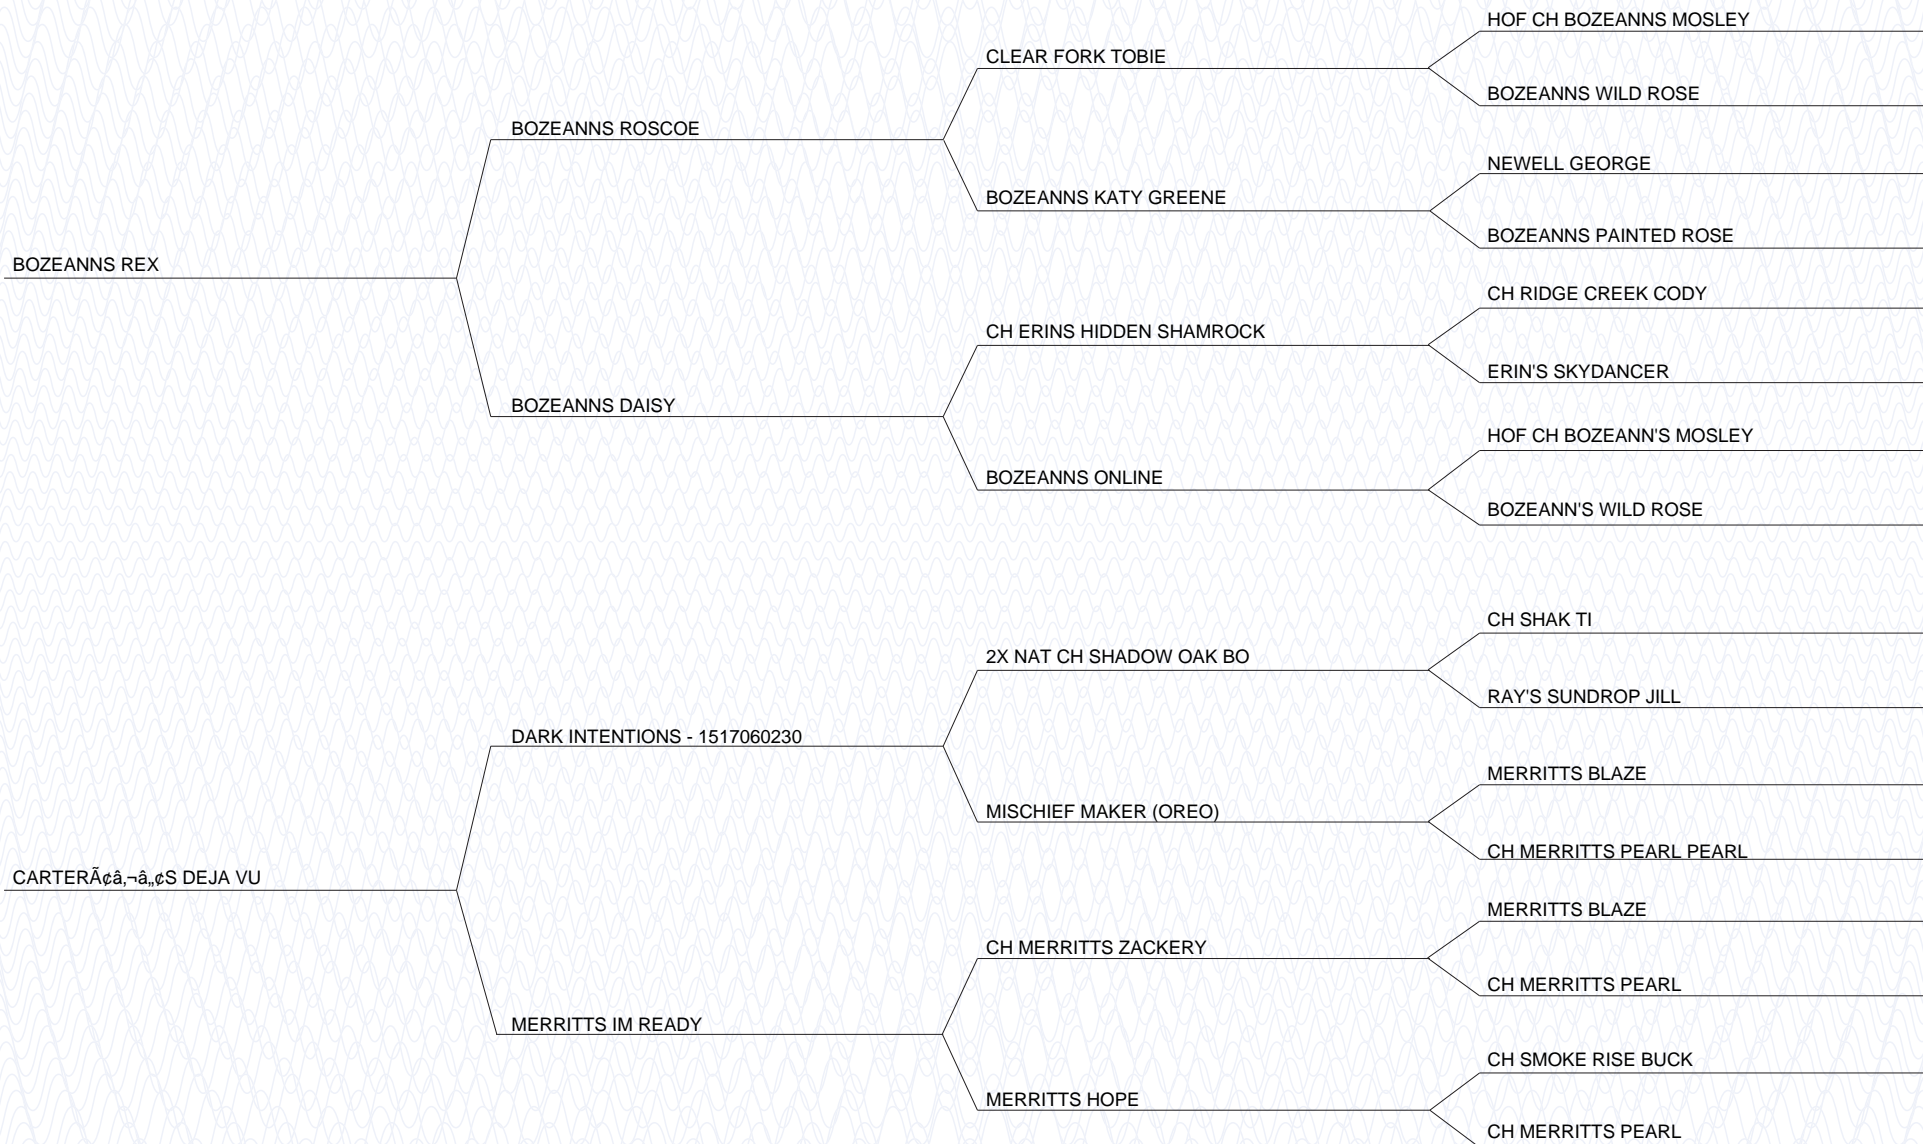 HOF CH BOZEANNS MOSLEY
CLEAR FORK TOBIE
BOZEANNS WILD ROSE
BOZEANNS ROSCOE
NEWELL GEORGE
BOZEANNS KATY GREENE
BOZEANNS PAINTED ROSE
BOZEANNS REX
CH RIDGE CREEK CODY
CH ERINS HIDDEN SHAMROCK
ERIN'S SKYDANCER
BOZEANNS DAISY
HOF CH BOZEANN'S MOSLEY
BOZEANNS ONLINE
BOZEANN'S WILD ROSE
CH SHAK TI
2X NAT CH SHADOW OAK BO
RAY'S SUNDROP JILL
DARK INTENTIONS - 1517060230
MERRITTS BLAZE
MISCHIEF MAKER (OREO)
CH MERRITTS PEARL PEARL
CARTERÃ¢â‚¬â„¢S DEJA VU
MERRITTS BLAZE
CH MERRITTS ZACKERY
CH MERRITTS PEARL
MERRITTS IM READY
CH SMOKE RISE BUCK
MERRITTS HOPE
CH MERRITTS PEARL